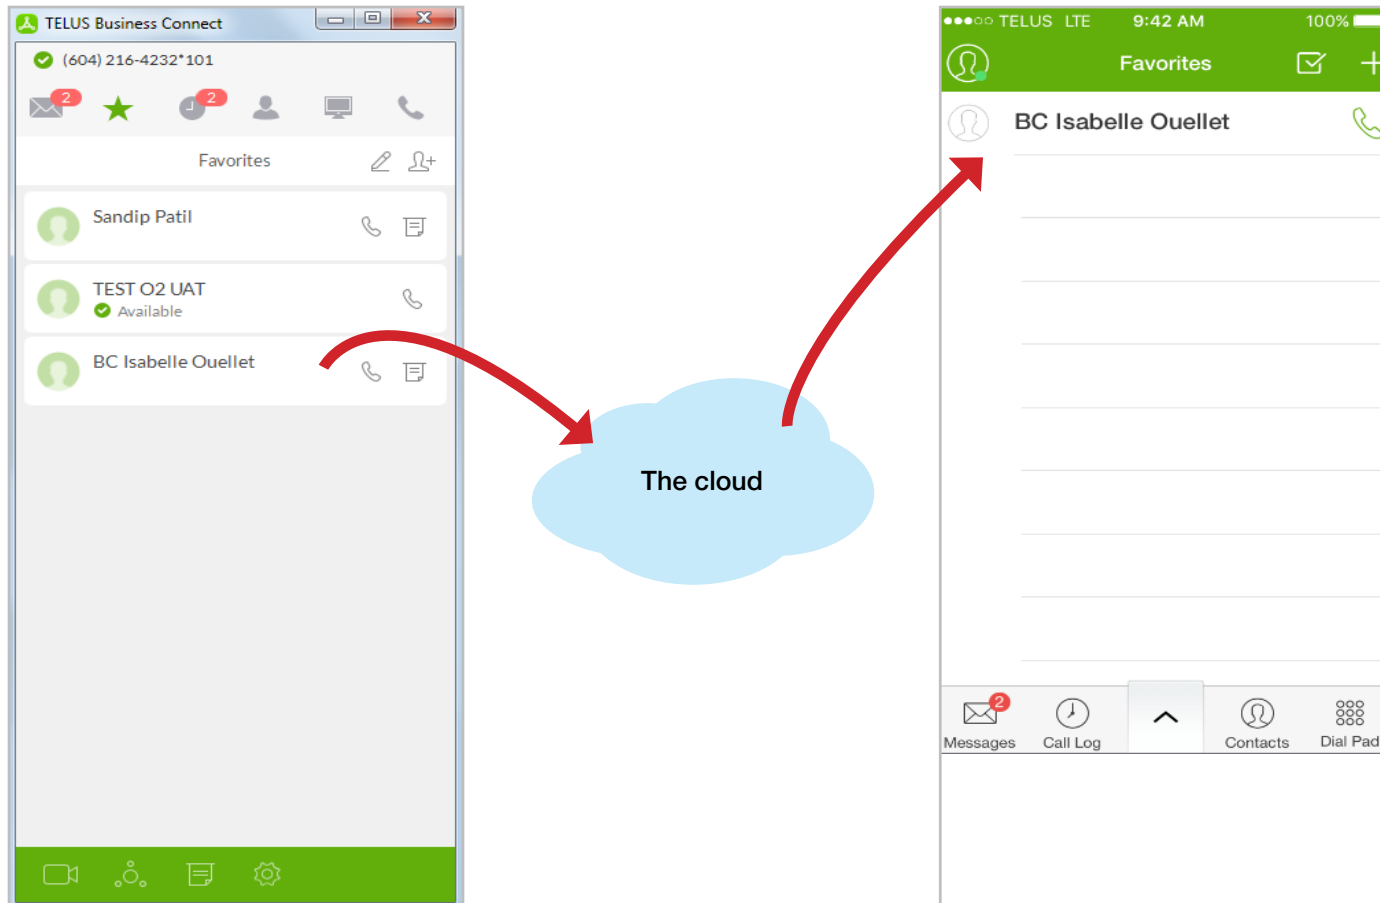 TELUS Business Connect
(604) 216-4232*101
2
2
Favorites
Sandip Patil
TEST O2 UAT
Available
BC Isabelle Ouellet
The cloud
TELUS LTE 9:42 AM 100%
Favorites
BC Isabelle Ouellet
2
Messages Call Log Contacts Dial Pad